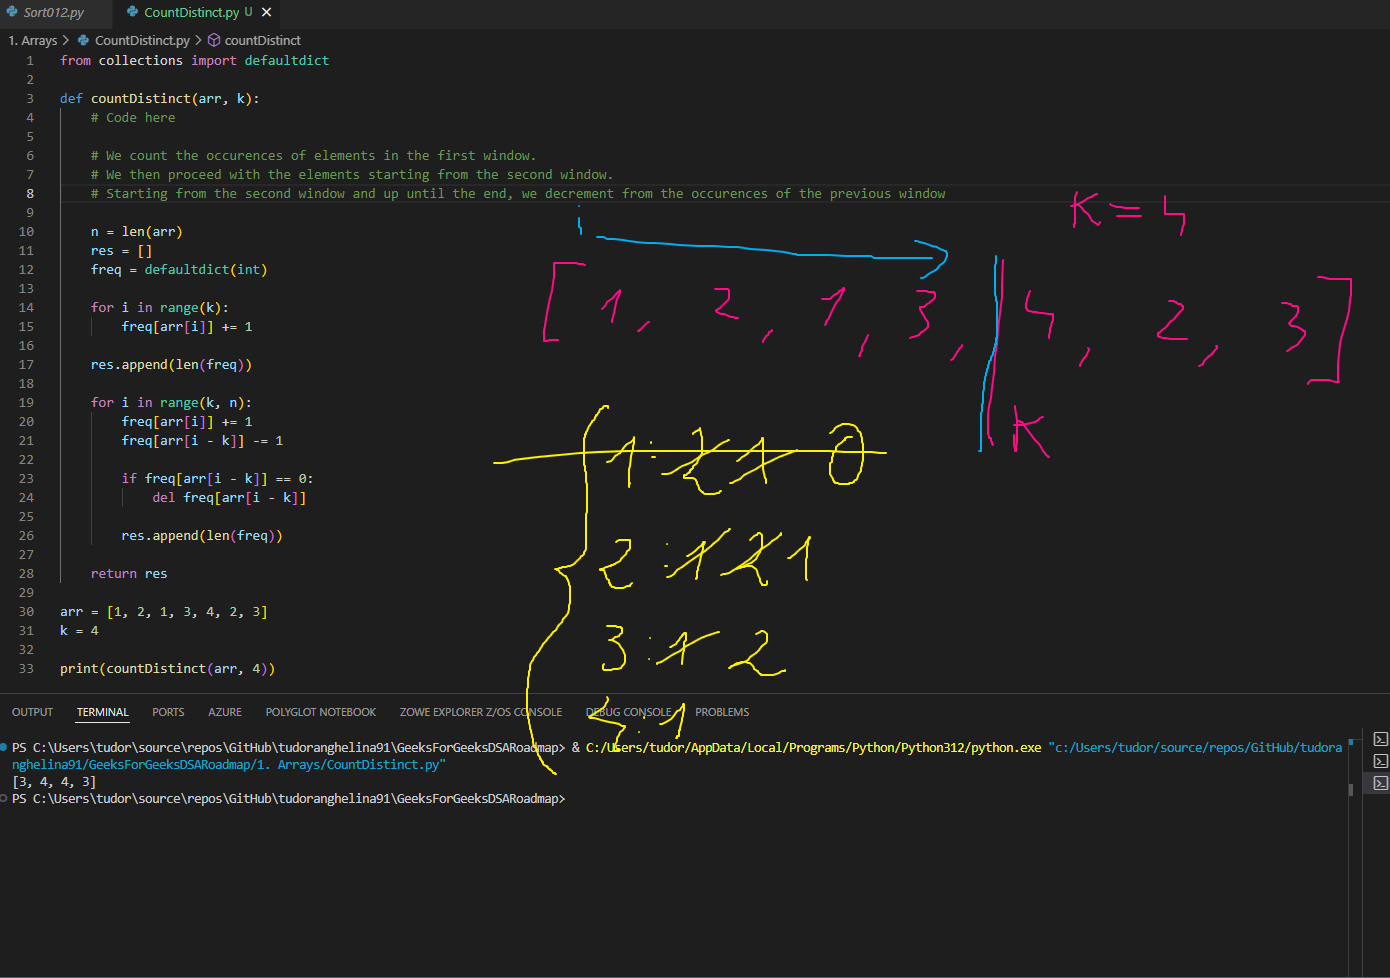 Sort012.py CountDistinct.py U ×
1. Arrays > CountDistinct.py > countDistinct
1 from collections import defaultdict
2
3 def countDistinct(arr, k):
4 # Code here
5
6 # We count the occurences of elements in the first window.
7 # We then proceed with the elements starting from the second window.
8 # Starting from the second window and up until the end, we decrement from the occurences of the previous window
9
10 n = len(arr)
11 res = []
12 freq = defaultdict(int)
13
14 for i in range(k):
15 freq[arr[i]] += 1
16
17 res.append(len(freq))
18
19 for i in range(k, n):
20 freq[arr[i]] += 1
21 freq[arr[i - k]] -= 1
22
23 if freq[arr[i - k]] == 0:
24 del freq[arr[i - k]]
25
26 res.append(len(freq))
27
28 return res
29
30 arr = [1, 2, 1, 3, 4, 2, 3]
31 k = 4
32
33 print(countDistinct(arr, 4))
K=4
i
[1, 2, 1, 3, 4, 2, 3]
K
{1: 2 1 0
2: 1 2 1
3: 1 2
4: 1
OUTPUT TERMINAL PORTS AZURE POLYGLOT NOTEBOOK ZOWE EXPLORER Z/OS CONSOLE DEBUG CONSOLE PROBLEMS
PS C:\Users\tudor\source\repos\GitHub\tudoranghelina91\GeeksForGeeksDSARoadmap> & C:/Users/tudor/AppData/Local/Programs/Python/Python312/python.exe "c:/Users/tudor/source/repos/GitHub/tudora
nghelina91/GeeksForGeeksDSARoadmap/1. Arrays/CountDistinct.py"
[3, 4, 4, 3]
PS C:\Users\tudor\source\repos\GitHub\tudoranghelina91\GeeksForGeeksDSARoadmap>